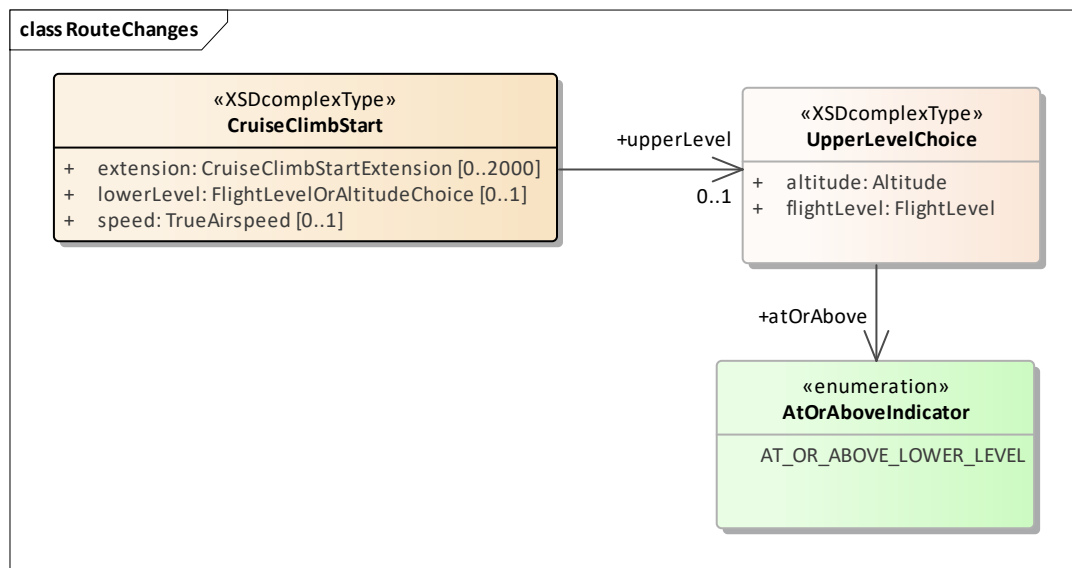 class RouteChanges
«XSDcomplexType»
CruiseClimbStart
+ extension: CruiseClimbStartExtension [0..2000]
+ lowerLevel: FlightLevelOrAltitudeChoice [0..1]
+ speed: TrueAirspeed [0..1]
+upperLevel
0..1
«XSDcomplexType»
UpperLevelChoice
+ altitude: Altitude
+ flightLevel: FlightLevel
+atOrAbove
«enumeration»
AtOrAboveIndicator
AT_OR_ABOVE_LOWER_LEVEL